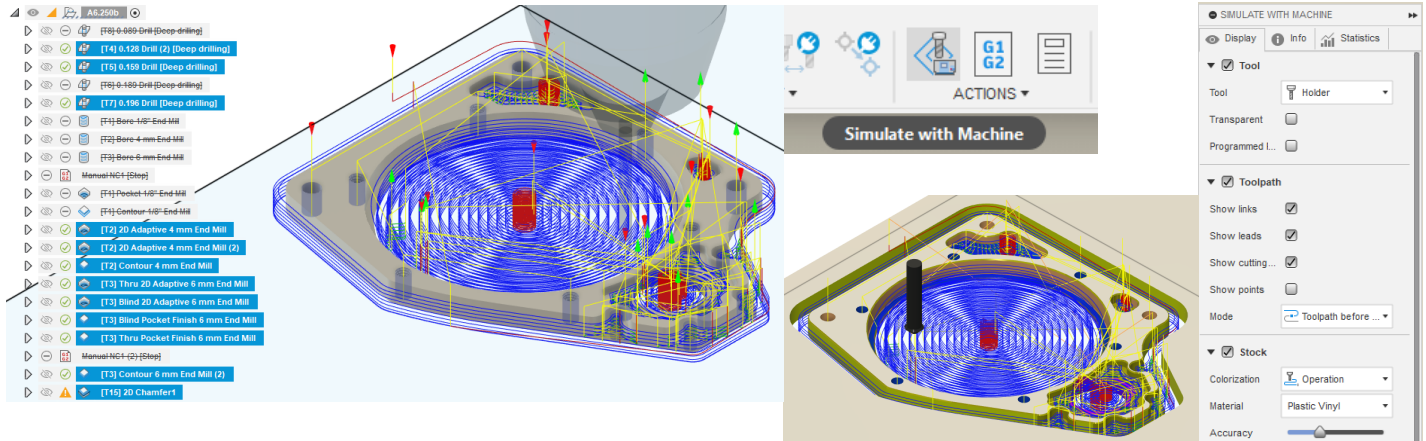 A6.250b
[T8] 0.089 Drill [Deep drilling]
[T4] 0.128 Drill (2) [Deep drilling]
[T5] 0.159 Drill [Deep drilling]
[T6] 0.189 Drill [Deep drilling]
[T7] 0.196 Drill [Deep drilling]
[T1] Bore 1/8" End Mill
[T2] Bore 4 mm End Mill
[T3] Bore 6 mm End Mill
G1
G2
Manual NC1 [Stop]
[T1] Pocket 1/8" End Mill
[T1] Contour 1/8" End Mill
[T2] 2D Adaptive 4 mm End Mill
[T2] 2D Adaptive 4 mm End Mill (2)
[T2] Contour 4 mm End Mill
[T3] Thru 2D Adaptive 6 mm End Mill
[T3] Blind 2D Adaptive 6 mm End Mill
[T3] Blind Pocket Finish 6 mm End Mill
[T3] Thru Pocket Finish 6 mm End Mill
G1
G2
Manual NC1 (2) [Stop]
[T3] Contour 6 mm End Mill (2)
[T15] 2D Chamfer1
G1
G2
ACTIONS
Simulate with Machine
SIMULATE WITH MACHINE
Display Info Statistics
Tool
Tool Holder
Transparent
Programmed l...
Toolpath
Show links
Show leads
Show cutting...
Show points
Mode Toolpath before ...
Stock
Colorization Operation
Material Plastic Vinyl
Accuracy